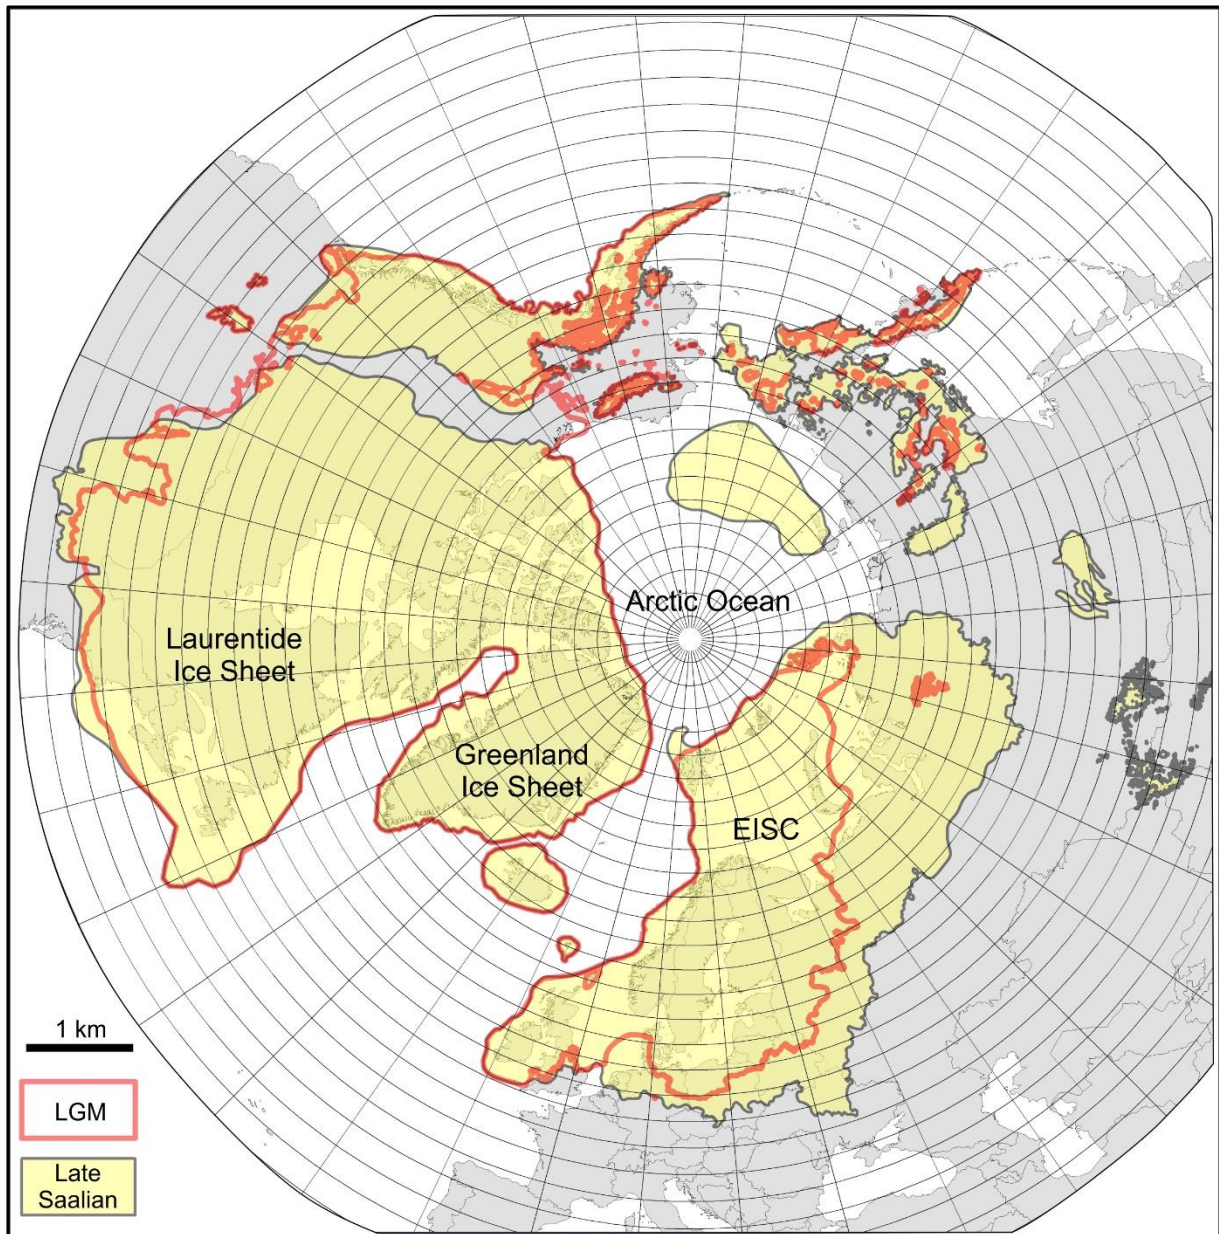 Arctic Ocean
Laurentide
Ice Sheet
Greenland
Ice Sheet
EISC
1 km
LGM
Late
Saalian